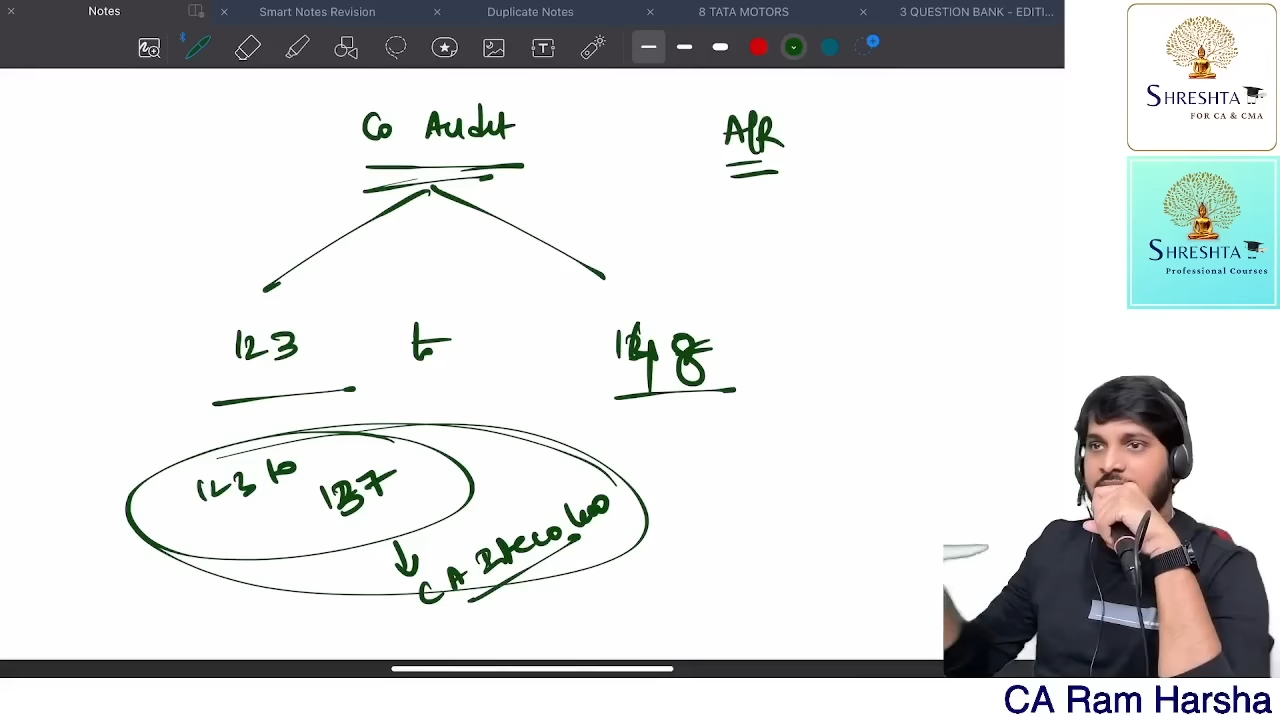 Notes
Smart Notes Revision
Duplicate Notes
8 TATA MOTORS
3 QUESTION BANK - EDITI...
SHRESHTA
FOR CA & CMA
SHRESHTA
Professional Courses
Co Audit
123 to 148
123 to 137
CA
CA Ram Harsha